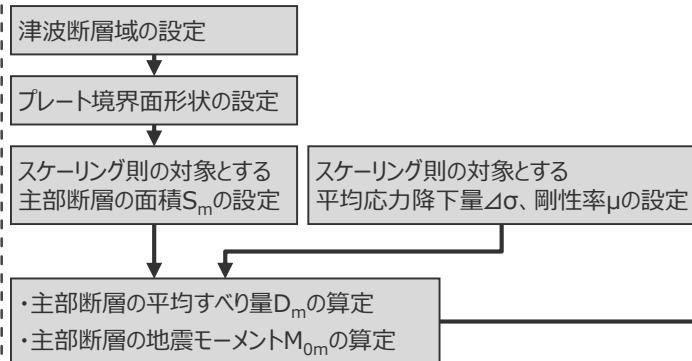 津波断層域の設定
プレート境界面形状の設定
スケーリング則の対象とする
主部断層の面積Smの設定
スケーリング則の対象とする
平均応力降下量⊿σ、剛性率μの設定
・主部断層の平均すべり量Dmの算定
・主部断層の地震モーメントM0mの算定